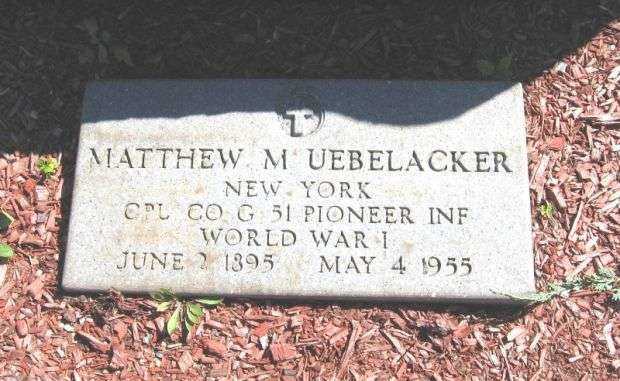 MATTHEW M UEBELACKER
NEW YORK
CPL CO G 51 PIONEER INF
WORLD WAR I
JUNE 2 1895 MAY 4 1955